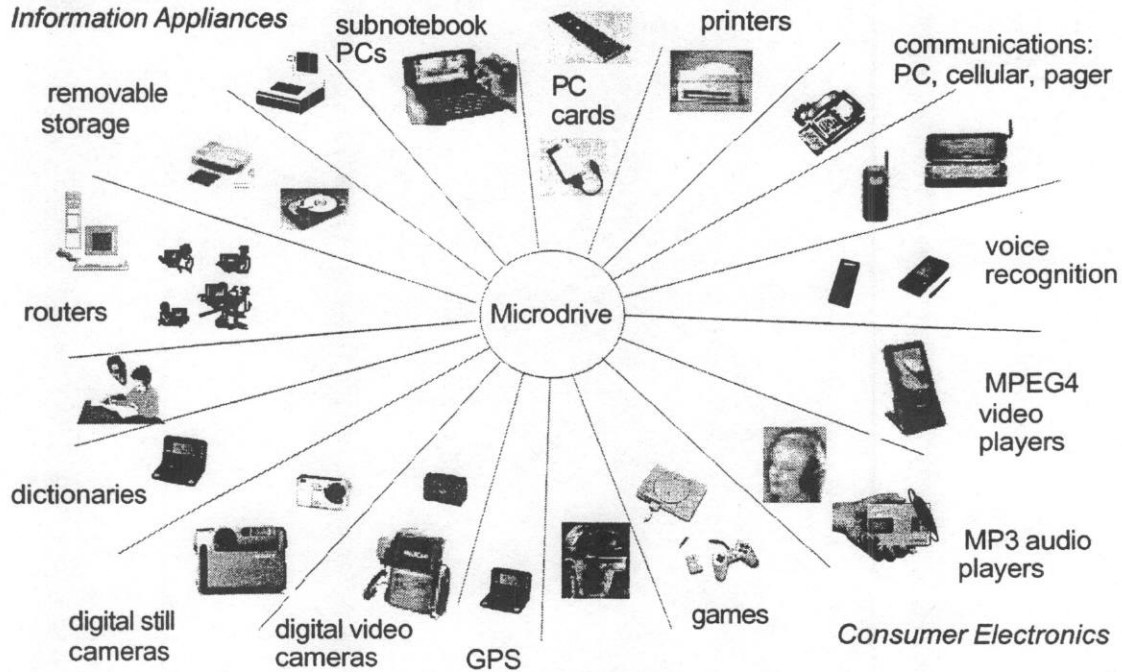 Information Appliances
subnotebook
PCs
printers
communications:
PC, cellular, pager
removable
storage
PC
cards
voice
recognition
routers
Microdrive
MPEG4
video
players
dictionaries
MP3 audio
players
digital still
cameras
digital video
cameras
GPS
games
Consumer Electronics